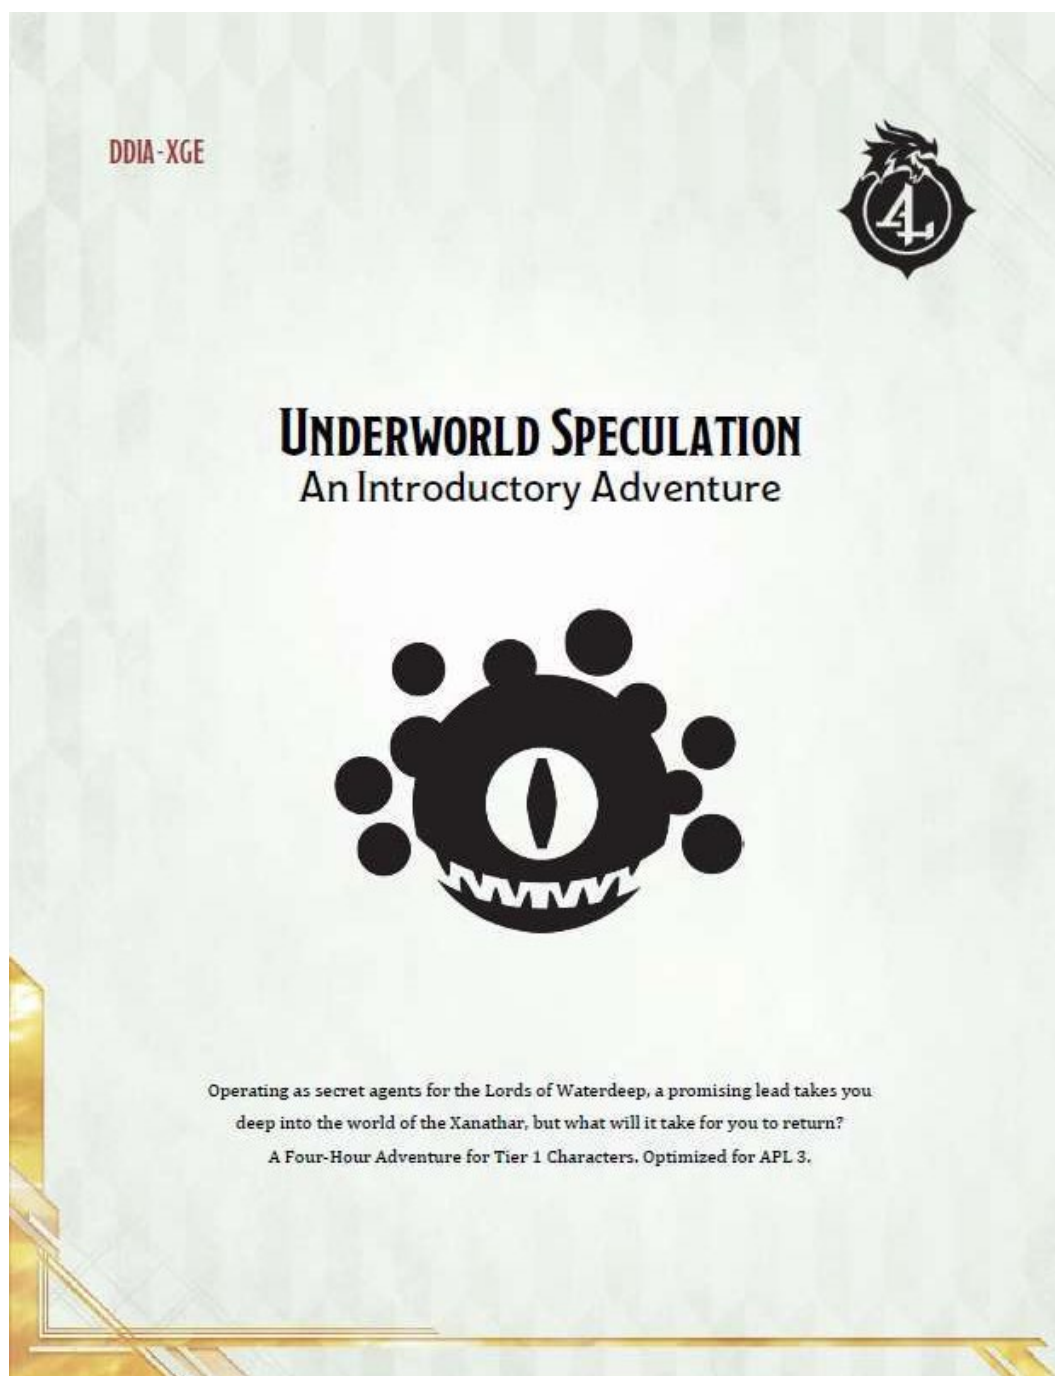 DDIA-XGE
AL
UNDERWORLD SPECULATION
An Introductory Adventure
Operating as secret agents for the Lords of Waterdeep, a promising lead takes you
deep into the world of the Xanathar, but what will it take for you to return?
A Four-Hour Adventure for Tier 1 Characters. Optimized for APL 3.